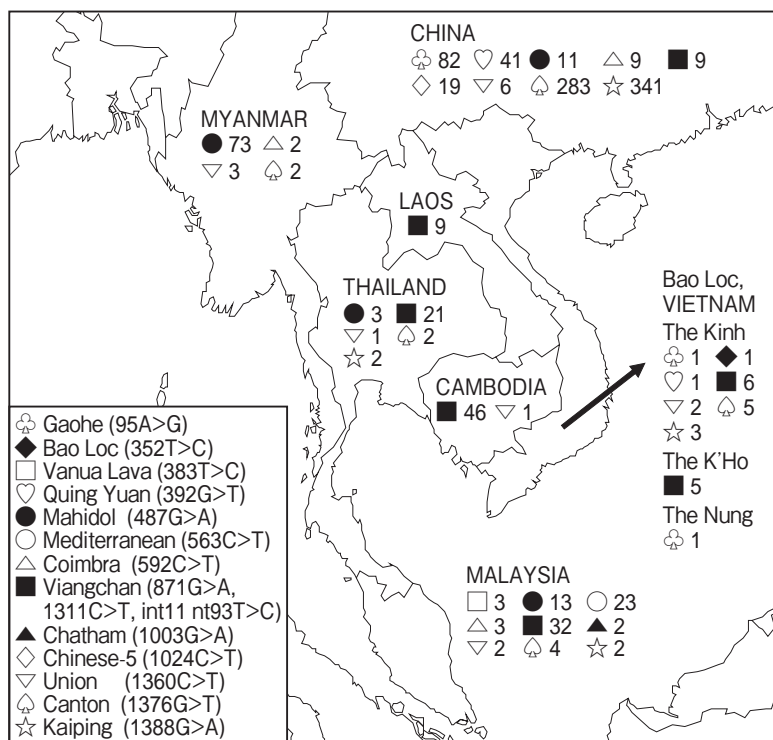 CHINA
♧ 82 ♡ 41 ● 11 △ 9 ■ 9
◇ 19 ▽ 6 ♤ 283 ☆ 341
MYANMAR
● 73 △ 2
▽ 3 ♤ 2
LAOS
■ 9
THAILAND
● 3 ■ 21
▽ 1 ♤ 2
☆ 2
CAMBODIA
■ 46 ▽ 1
Bao Loc,
VIETNAM
The Kinh
♧ 1 ◆ 1
♡ 1 ■ 6
▽ 2 ♤ 5
☆ 3
The K'Ho
■ 5
The Nung
♧ 1
MALAYSIA
□ 3 ● 13 ○ 23
△ 3 ■ 32 ▲ 2
▽ 2 ♤ 4 ☆ 2
♧ Gaohe (95A>G)
◆ Bao Loc (352T>C)
□ Vanua Lava (383T>C)
♡ Quing Yuan (392G>T)
● Mahidol (487G>A)
○ Mediterranean (563C>T)
△ Coimbra (592C>T)
■ Viangchan (871G>A,
1311C>T, int11 nt93T>C)
▲ Chatham (1003G>A)
◇ Chinese-5 (1024C>T)
▽ Union (1360C>T)
♤ Canton (1376G>T)
☆ Kaiping (1388G>A)